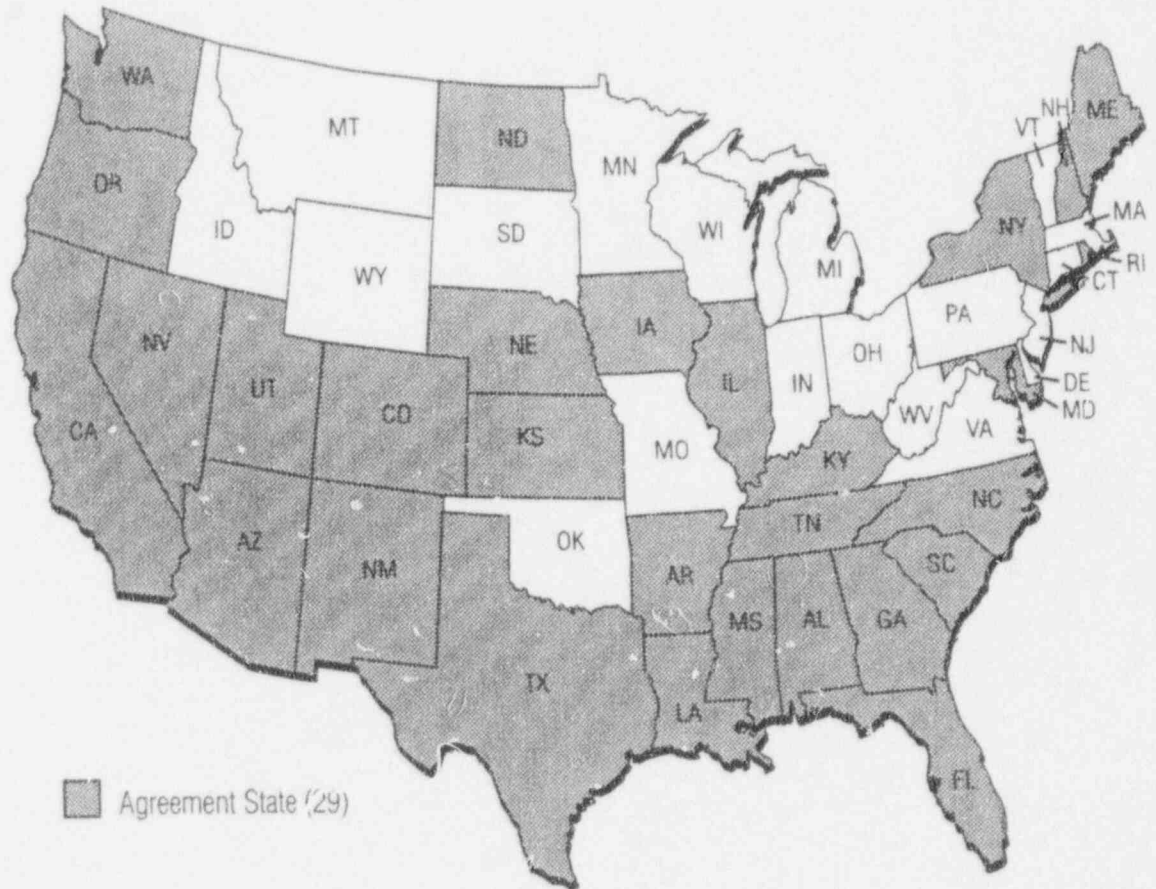 WA
MT
ND
MN
VT
NH
ME
OR
ID
WY
SD
WI
MI
NY
MA
RI
CT
NV
UT
NE
IA
PA
NJ
CA
CO
KS
MO
IL
IN
OH
WV
VA
DE
MD
KY
AZ
NM
OK
AR
TN
NC
SC
TX
LA
MS
AL
GA
FL
Agreement State (29)